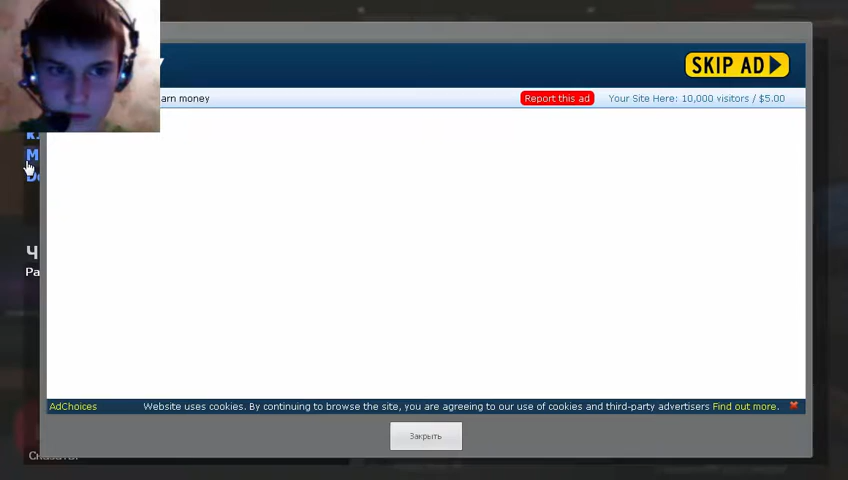 SKIP AD
arn money
Report this ad
Your Site Here: 10,000 visitors / $5.00
AdChoices
Website uses cookies. By continuing to browse the site, you are agreeing to our use of cookies and third-party advertisers Find out more.
Закрыть